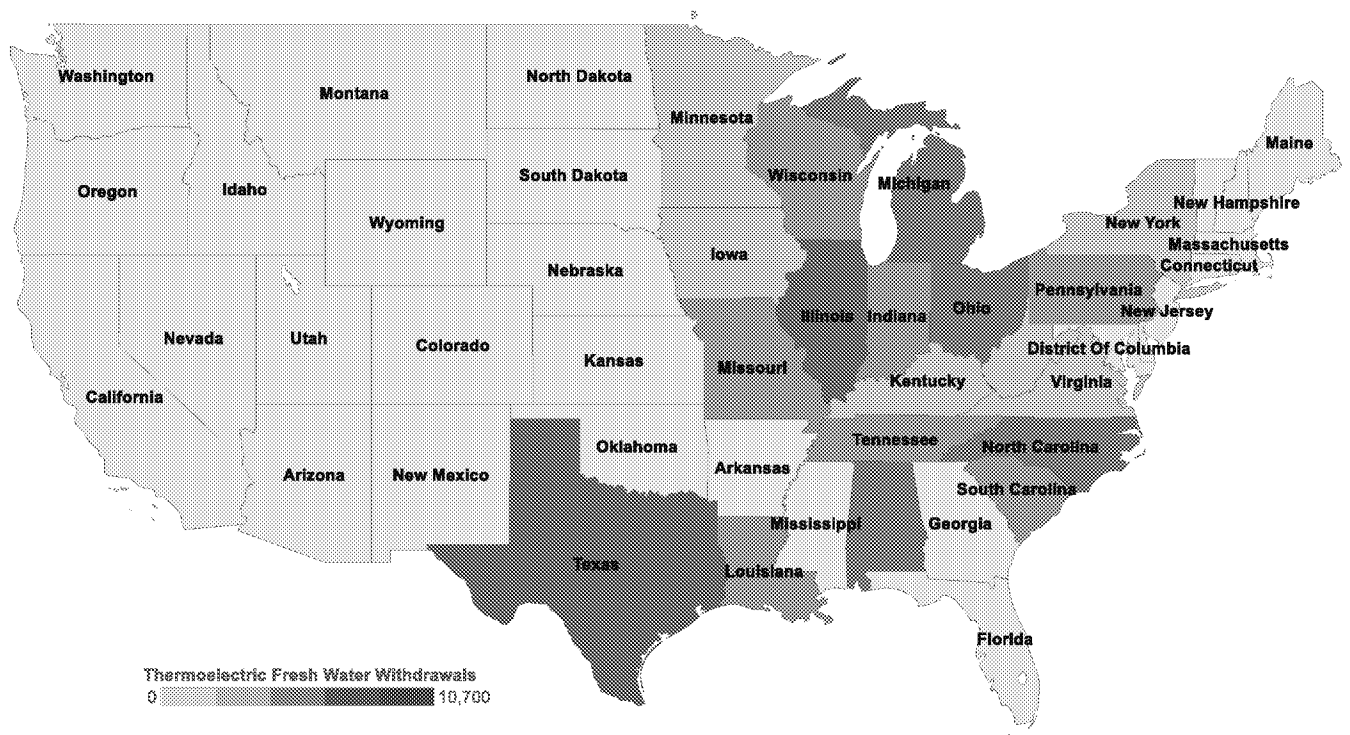 Washington
Montana
North Dakota
Minnesota
Maine
Oregon
Idaho
Wyoming
South Dakota
Wisconsin
Michigan
New York
New Hampshire
Massachusetts
Connecticut
Iowa
Nebraska
Pennsylvania
New Jersey
Illinois
Indiana
Ohio
Nevada
Utah
Colorado
Kansas
Missouri
District Of Columbia
Kentucky
Virginia
California
Oklahoma
Tennessee
North Carolina
Arizona
New Mexico
Arkansas
South Carolina
Mississippi
Georgia
Texas
Louisiana
Florida
Thermoelectric Fresh Water Withdrawals
0 10,700